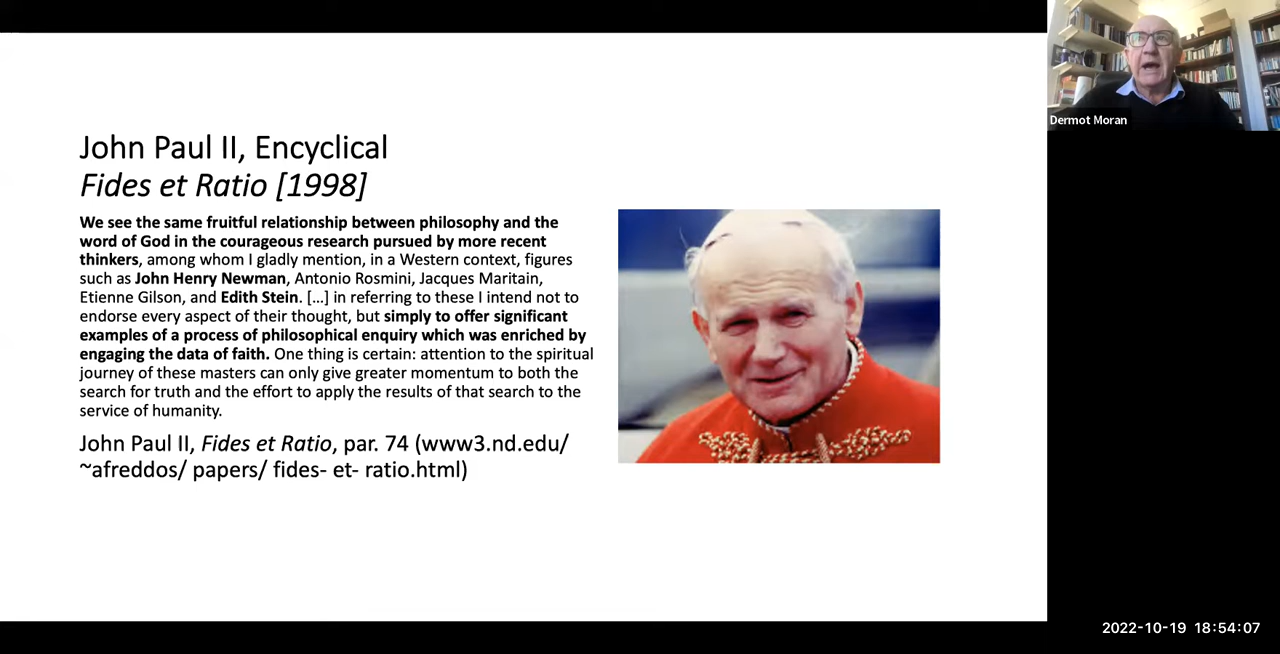 John Paul II, Encyclical
Fides et Ratio [1998]
We see the same fruitful relationship between philosophy and the
word of God in the courageous research pursued by more recent
thinkers, among whom I gladly mention, in a Western context, figures
such as John Henry Newman, Antonio Rosmini, Jacques Maritain,
Etienne Gilson, and Edith Stein. [...] in referring to these I intend not to
endorse every aspect of their thought, but simply to offer significant
examples of a process of philosophical enquiry which was enriched by
engaging the data of faith. One thing is certain: attention to the spiritual
journey of these masters can only give greater momentum to both the
search for truth and the effort to apply the results of that search to the
service of humanity.
John Paul II, Fides et Ratio, par. 74 (www3.nd.edu/
~afreddos/ papers/ fides- et- ratio.html)
Dermot Moran
2022-10-19 18:54:07